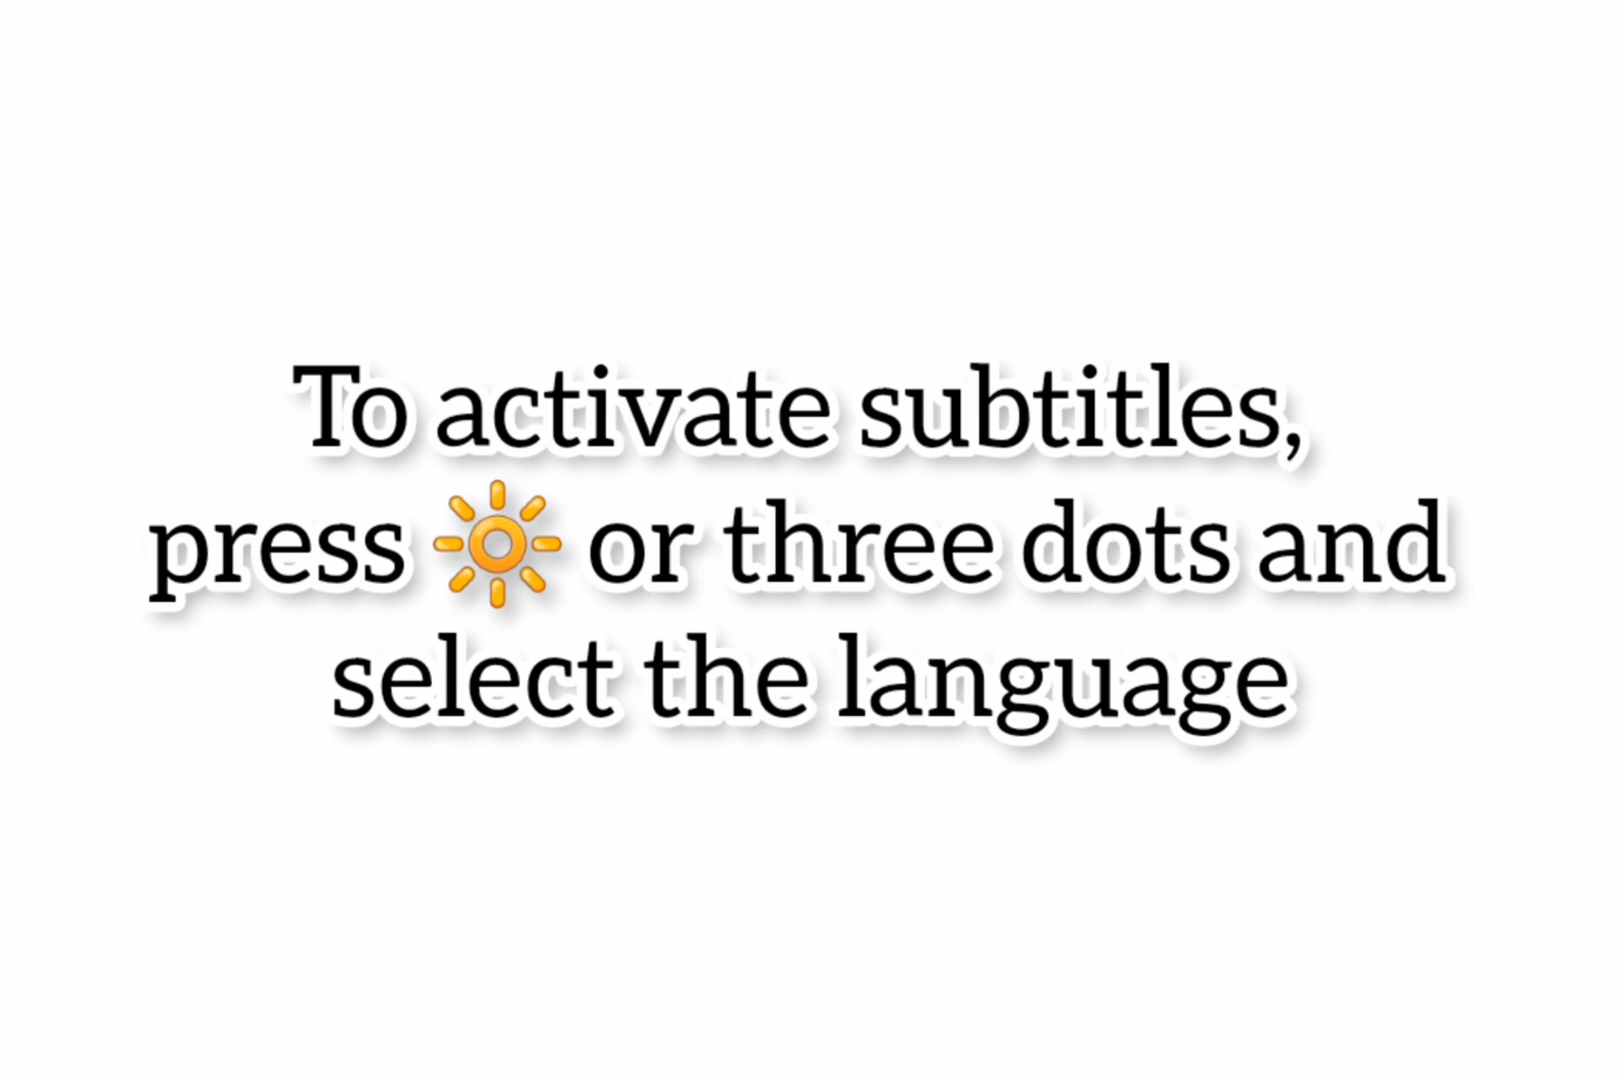 To activate subtitles,
press 🔆 or three dots and
select the language